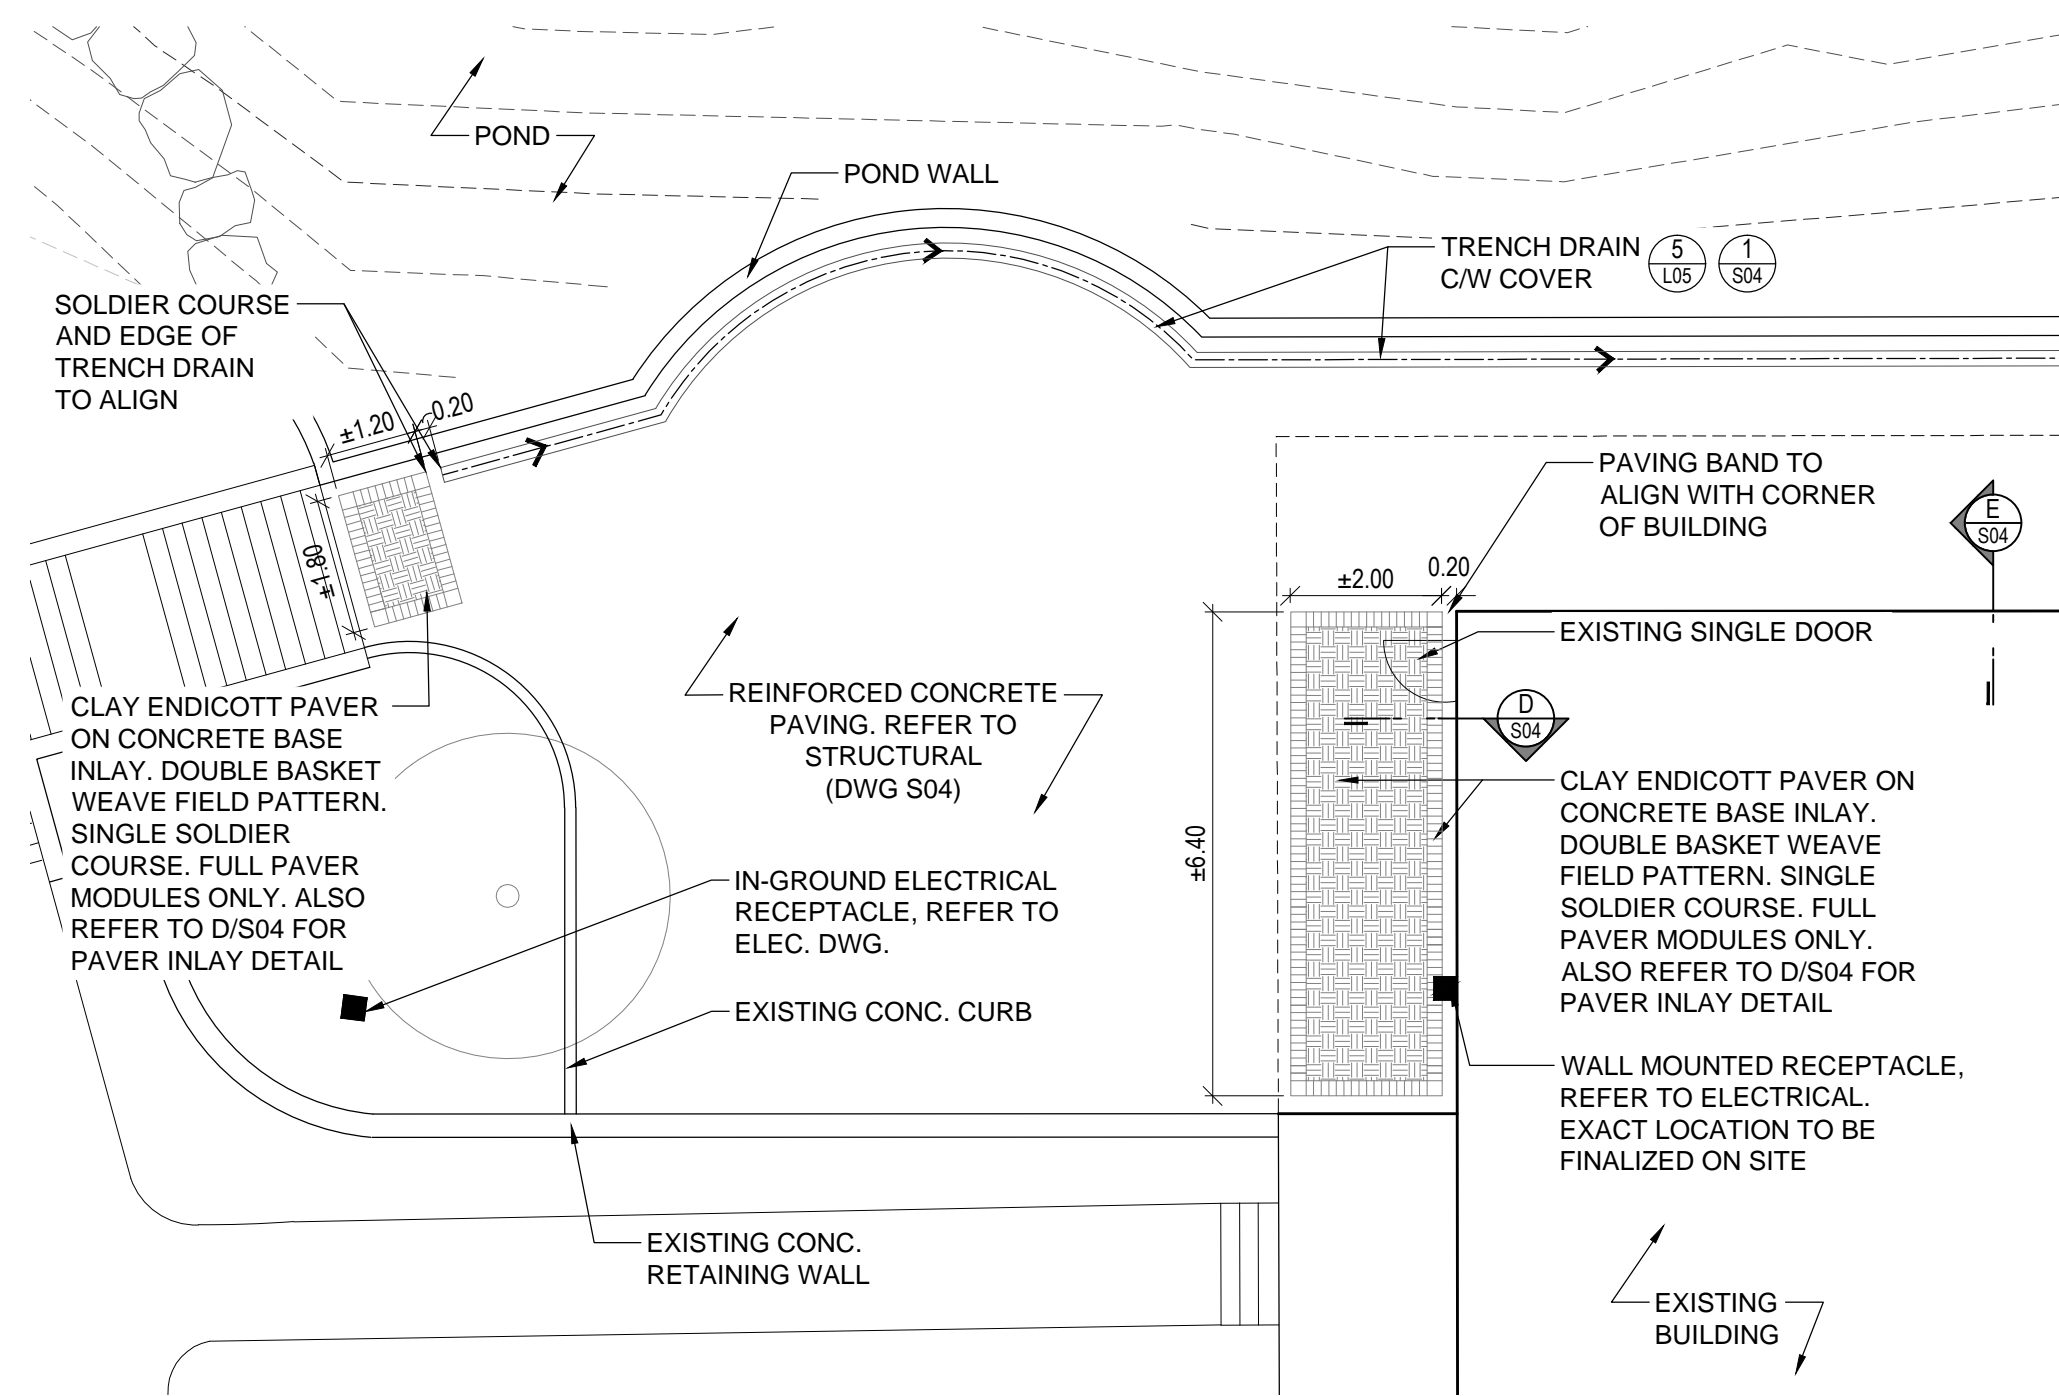 POND
POND WALL
TRENCH DRAIN
C/W COVER
5
L05
1
S04
SOLDIER COURSE
AND EDGE OF
TRENCH DRAIN
TO ALIGN
±1.20
0.20
±1.80
PAVING BAND TO
ALIGN WITH CORNER
OF BUILDING
E
S04
±2.00
0.20
EXISTING SINGLE DOOR
D
S04
CLAY ENDICOTT PAVER
ON CONCRETE BASE
INLAY. DOUBLE BASKET
WEAVE FIELD PATTERN.
SINGLE SOLDIER
COURSE. FULL PAVER
MODULES ONLY. ALSO
REFER TO D/S04 FOR
PAVER INLAY DETAIL
REINFORCED CONCRETE
PAVING. REFER TO
STRUCTURAL
(DWG S04)
±6.40
CLAY ENDICOTT PAVER ON
CONCRETE BASE INLAY.
DOUBLE BASKET WEAVE
FIELD PATTERN. SINGLE
SOLDIER COURSE. FULL
PAVER MODULES ONLY.
ALSO REFER TO D/S04 FOR
PAVER INLAY DETAIL
IN-GROUND ELECTRICAL
RECEPTACLE, REFER TO
ELEC. DWG.
EXISTING CONC. CURB
WALL MOUNTED RECEPTACLE,
REFER TO ELECTRICAL.
EXACT LOCATION TO BE
FINALIZED ON SITE
EXISTING CONC.
RETAINING WALL
EXISTING
BUILDING